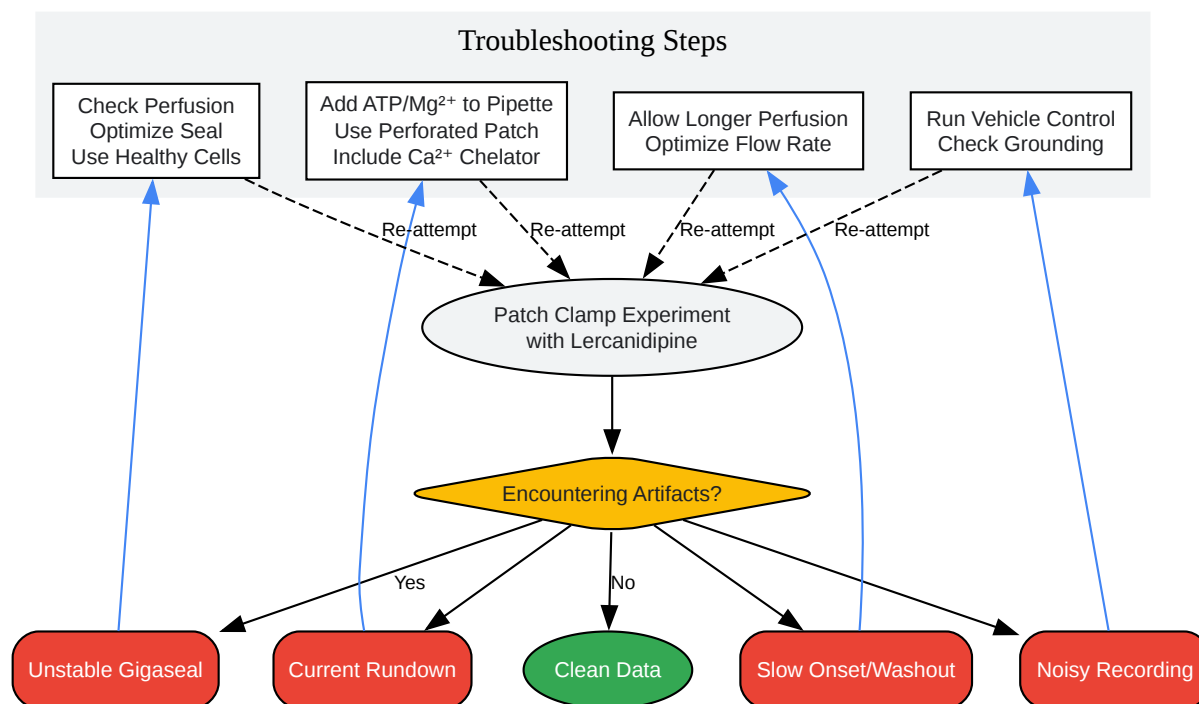 Troubleshooting Steps
Check Perfusion
Optimize Seal
Use Healthy Cells
Add ATP/Mg²⁺ to Pipette
Use Perforated Patch
Include Ca²⁺ Chelator
Allow Longer Perfusion
Optimize Flow Rate
Run Vehicle Control
Check Grounding
Re-attempt
Re-attempt
Re-attempt
Re-attempt
Patch Clamp Experiment
with Lercanidipine
Encountering Artifacts?
Yes
No
Unstable Gigaseal
Current Rundown
Clean Data
Slow Onset/Washout
Noisy Recording